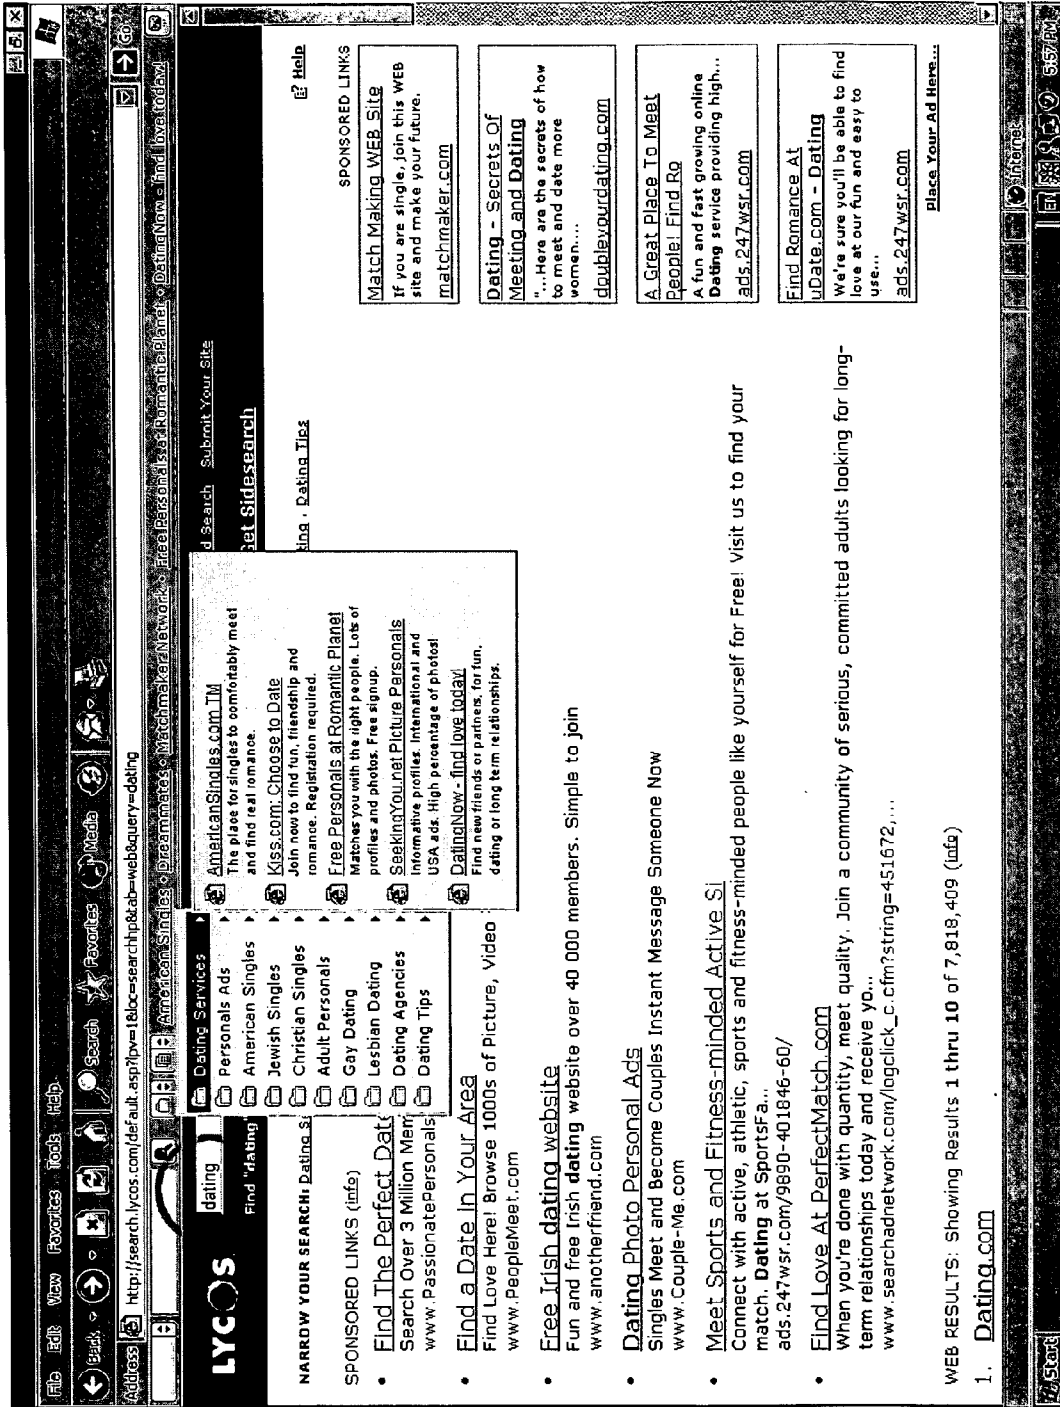 File Edit View Favorites Tools Help
Back Search Favorites Media
Address http://search.lycos.com/default.asp?lpv=1&loc=searchhp&tab=web&query=dating Go
American Singles Dreammates Matchmaker Network Free Personals at Romantic Planet DatingNow - find love today!
LYCOS
dating
d Search Submit Your Site
Find "dating"
Get Sidesearch
Dating Services
Personals Ads
American Singles
Jewish Singles
Christian Singles
Adult Personals
Gay Dating
Lesbian Dating
Dating Agencies
Dating Tips
AmericanSingles.com TM
The place for singles to comfortably meet
and find real romance.
Kiss.com: Choose to Date
Join now to find fun, friendship and
romance. Registration required.
Free Personals at Romantic Planet
Matches you with the right people. Lots of
profiles and photos. Free signup.
SeekingYou.net Picture Personals
Informative profiles. International and
USA ads. High percentage of photos!
DatingNow - find love today!
Find new friends or partners, for fun,
dating or long term relationships.
NARROW YOUR SEARCH: Dating S
ting , Dating Tips
Help
SPONSORED LINKS (info)
• Find The Perfect Date
Search Over 3 Million Mem
www.PassionatePersonals
• Find a Date In Your Area
Find Love Here! Browse 1000s of Picture, Video
www.PeopleMeet.com
• Free Irish dating website
Fun and free Irish dating website over 40 000 members. Simple to join
www.anotherfriend.com
• Dating Photo Personal Ads
Singles Meet and Become Couples Instant Message Someone Now
www.Couple-Me.com
• Meet Sports and Fitness-minded Active Si
Connect with active, athletic, sports and fitness-minded people like yourself for Free! Visit us to find your
match. Dating at SportsFa...
ads.247wsr.com/9890-401846-60/
• Find Love At PerfectMatch.com
When you're done with quantity, meet quality. Join a community of serious, committed adults looking for long-
term relationships today and receive yo...
www.searchadnetwork.com/logclick_c.cfm?string=451672,...
SPONSORED LINKS
Match Making WEB Site
If you are single, join this WEB
site and make your future.
matchmaker.com
Dating - Secrets Of
Meeting and Dating
"...Here are the secrets of how
to meet and date more
women....
doubleyourdating.com
A Great Place To Meet
People! Find Ro
A fun and fast growing online
Dating service providing high...
ads.247wsr.com
Find Romance At
uDate.com - Dating
We're sure you'll be able to find
love at our fun and easy to
use...
ads.247wsr.com
Place Your Ad Here...
WEB RESULTS: Showing Results 1 thru 10 of 7,818,409 (info)
1. Dating.com
Internet
Start
EN 5:57 PM